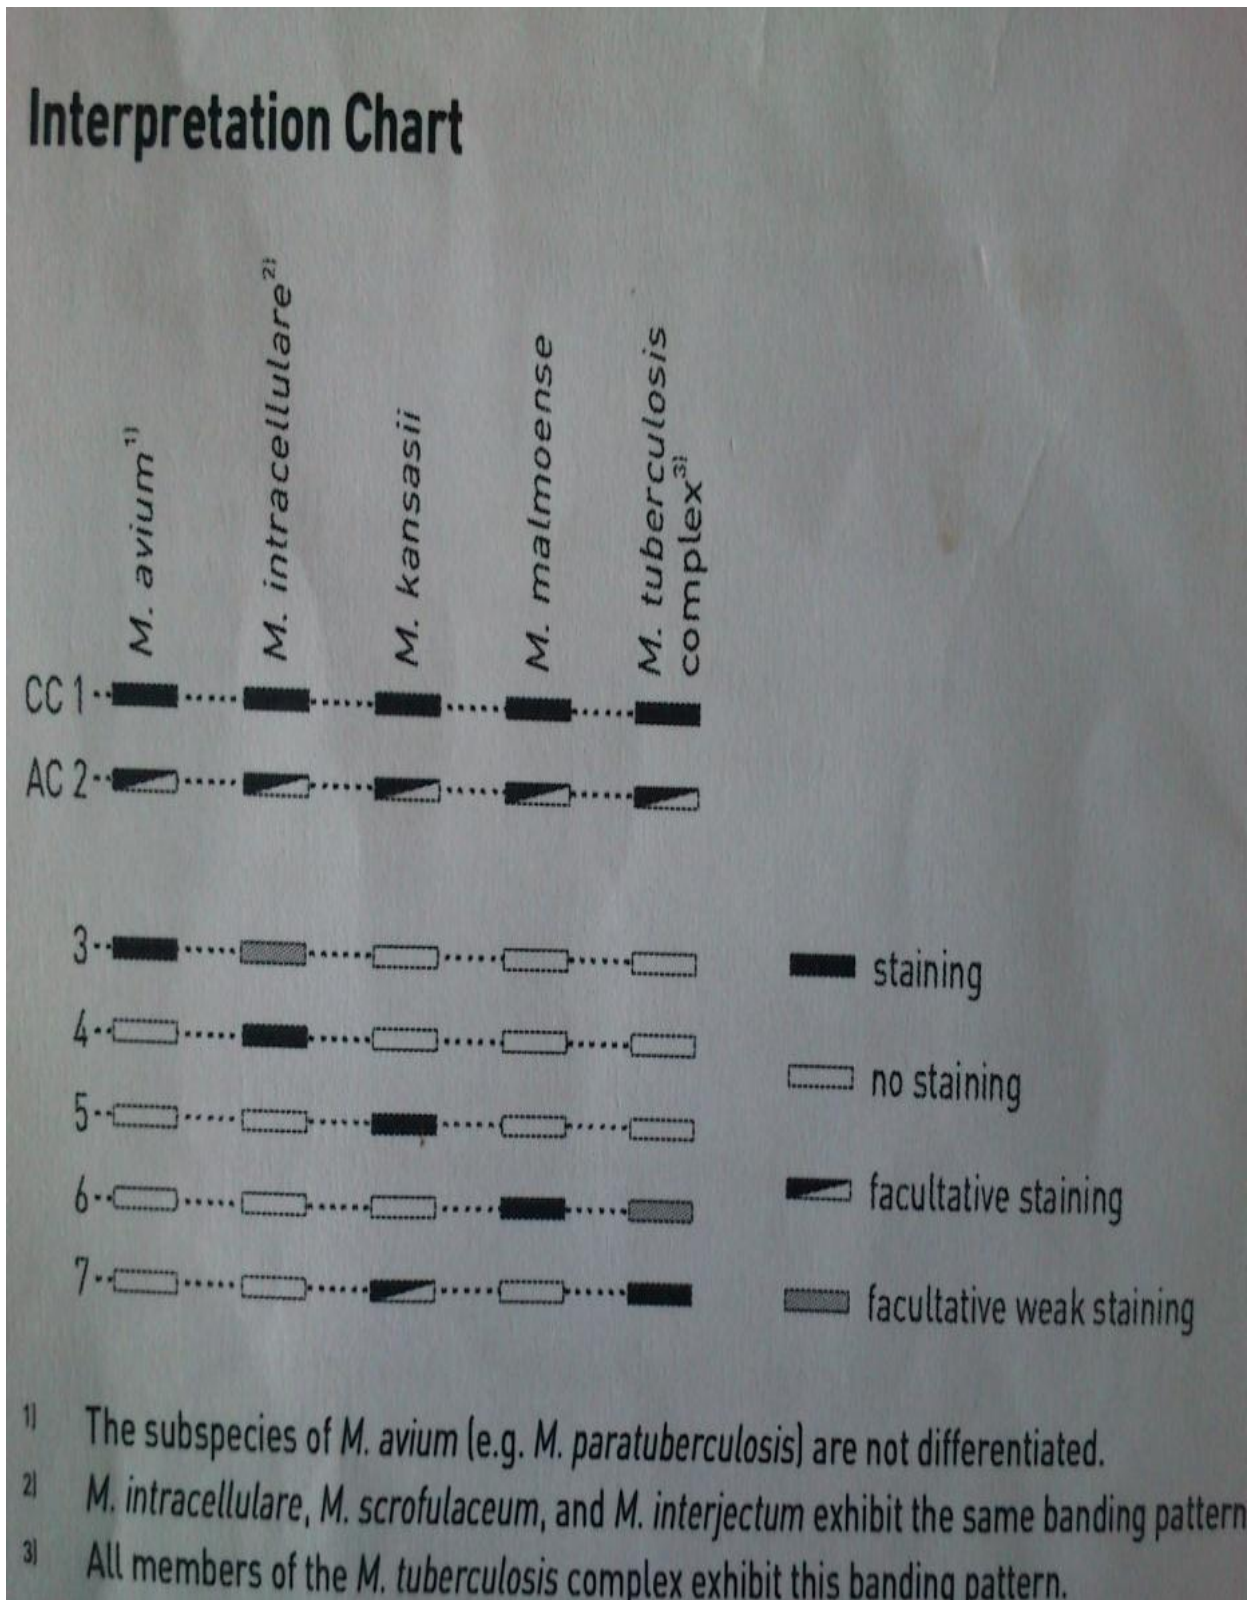 Interpretation Chart
M. avium1)
M. intracellulare2)
M. kansasii
M. malmoense
M. tuberculosis
complex3)
CC 1
AC 2
3
4
5
6
7
staining
no staining
facultative staining
facultative weak staining
1) The subspecies of M. avium (e.g. M. paratuberculosis) are not differentiated.
2) M. intracellulare, M. scrofulaceum, and M. interjectum exhibit the same banding pattern
3) All members of the M. tuberculosis complex exhibit this banding pattern.